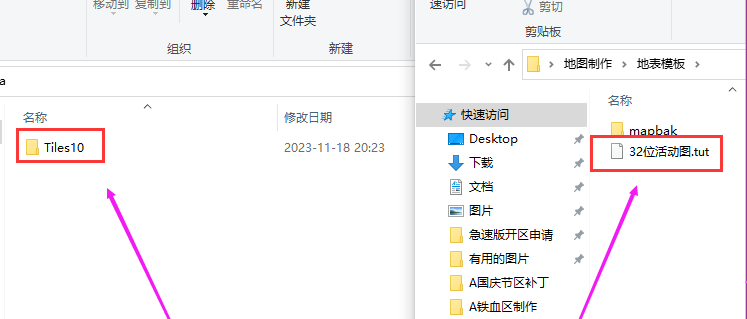 移动到 复制到 删除 重命名 新建
文件夹
组织 新建
a
名称 修改日期
Tiles10 2023-11-18 20:23
速访问 剪切
剪贴板
地图制作 地表模板
名称
快速访问
Desktop
下载
文档
图片
急速版开区申请
有用的图片
A国庆节区补丁
A铁血区制作
mapbak
32位活动图.tut